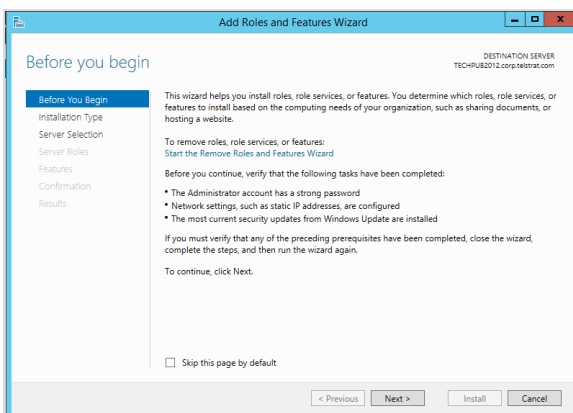 Add Roles and Features Wizard
Before you begin
DESTINATION SERVER
TECHPUB2012.corp.telstrat.com
Before You Begin
Installation Type
Server Selection
Server Roles
Features
Confirmation
Results
This wizard helps you install roles, role services, or features. You determine which roles, role services, or
features to install based on the computing needs of your organization, such as sharing documents, or
hosting a website.
To remove roles, role services, or features:
Start the Remove Roles and Features Wizard
Before you continue, verify that the following tasks have been completed:
• The Administrator account has a strong password
• Network settings, such as static IP addresses, are configured
• The most current security updates from Windows Update are installed
If you must verify that any of the preceding prerequisites have been completed, close the wizard,
complete the steps, and then run the wizard again.
To continue, click Next.
Skip this page by default
< Previous
Next >
Install
Cancel